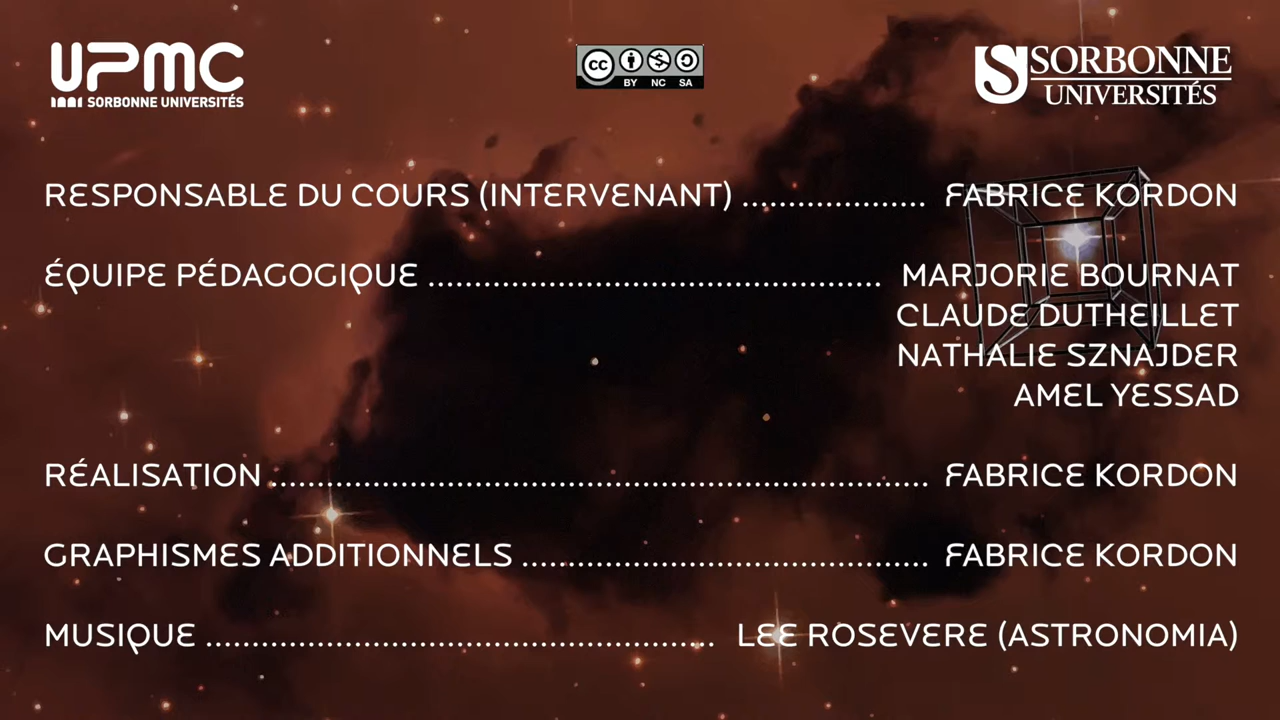 UPMC
SORBONNE UNIVERSITÉS
cc BY NC SA
SORBONNE
UNIVERSITÉS
RESPONSABLE DU COURS (INTERVENANT) .................... FABRICE KORDON
ÉQUIPE PÉDAGOGIQUE ................................................. MARJORIE BOURNAT
CLAUDE DUTHEILLET
NATHALIE SZNAJDER
AMEL YESSAD
RÉALISATION ....................................................................... FABRICE KORDON
GRAPHISMES ADDITIONNELS ............................................ FABRICE KORDON
MUSIQUE ....................................................... LEE ROSEVERE (ASTRONOMIA)